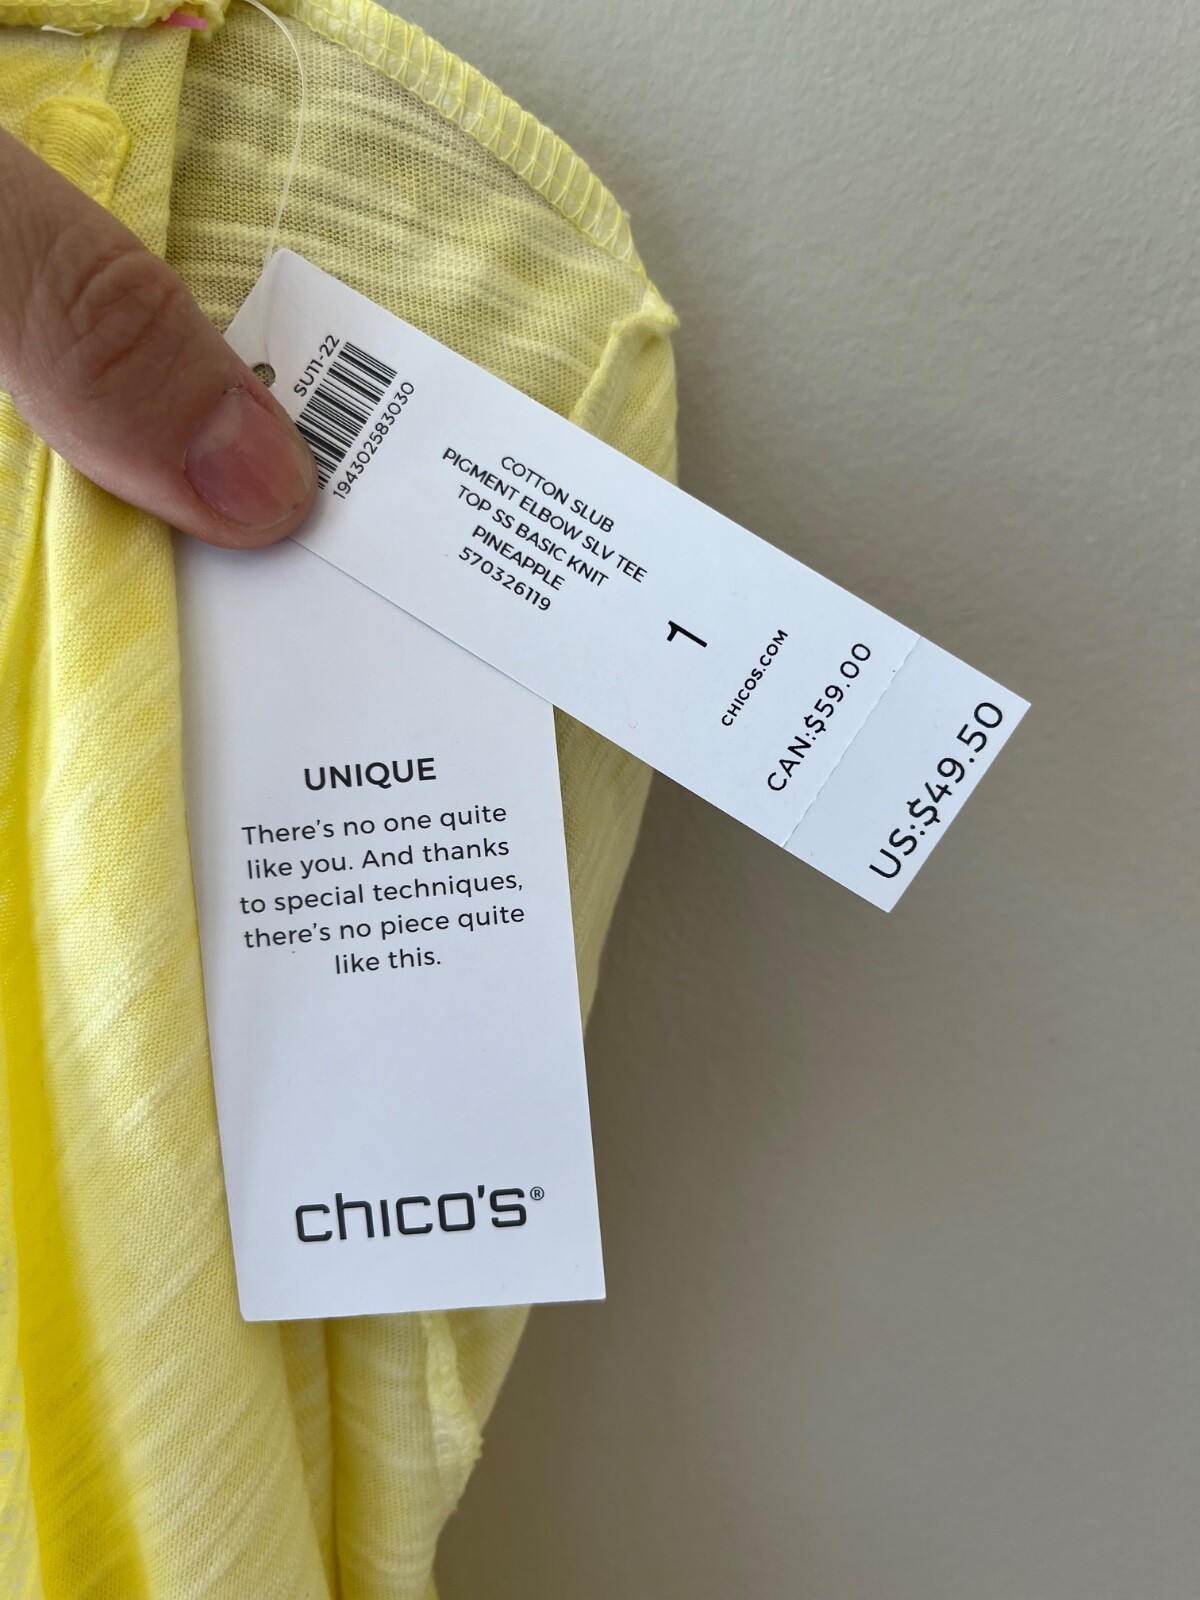 SU11-22
194302583030
COTTON SLUB
PIGMENT ELBOW SLV TEE
TOP SS BASIC KNIT
PINEAPPLE
570326119
1
CHICOS.COM
CAN:$59.00
US:$49.50
UNIQUE
There's no one quite
like you. And thanks
to special techniques,
there's no piece quite
like this.
chico's®